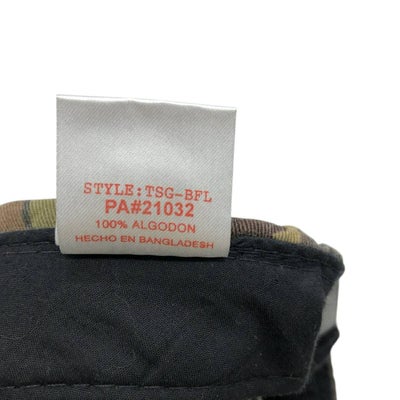 STYLE:TSG-BFL
PA#21032
100% ALGODON
HECHO EN BANGLADESH